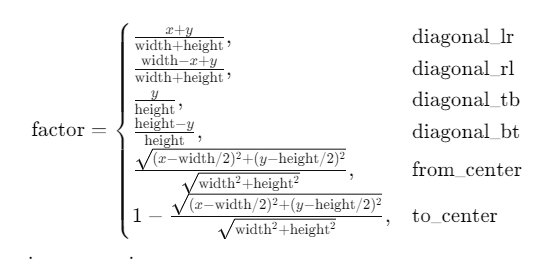 factor = { (x+y)/(width+height), diagonal_lr
(width−x+y)/(width+height), diagonal_rl
y/height, diagonal_tb
(height−y)/height, diagonal_bt
√((x−width/2)²+(y−height/2)²)/√(width²+height²), from_center
1 − √((x−width/2)²+(y−height/2)²)/√(width²+height²), to_center